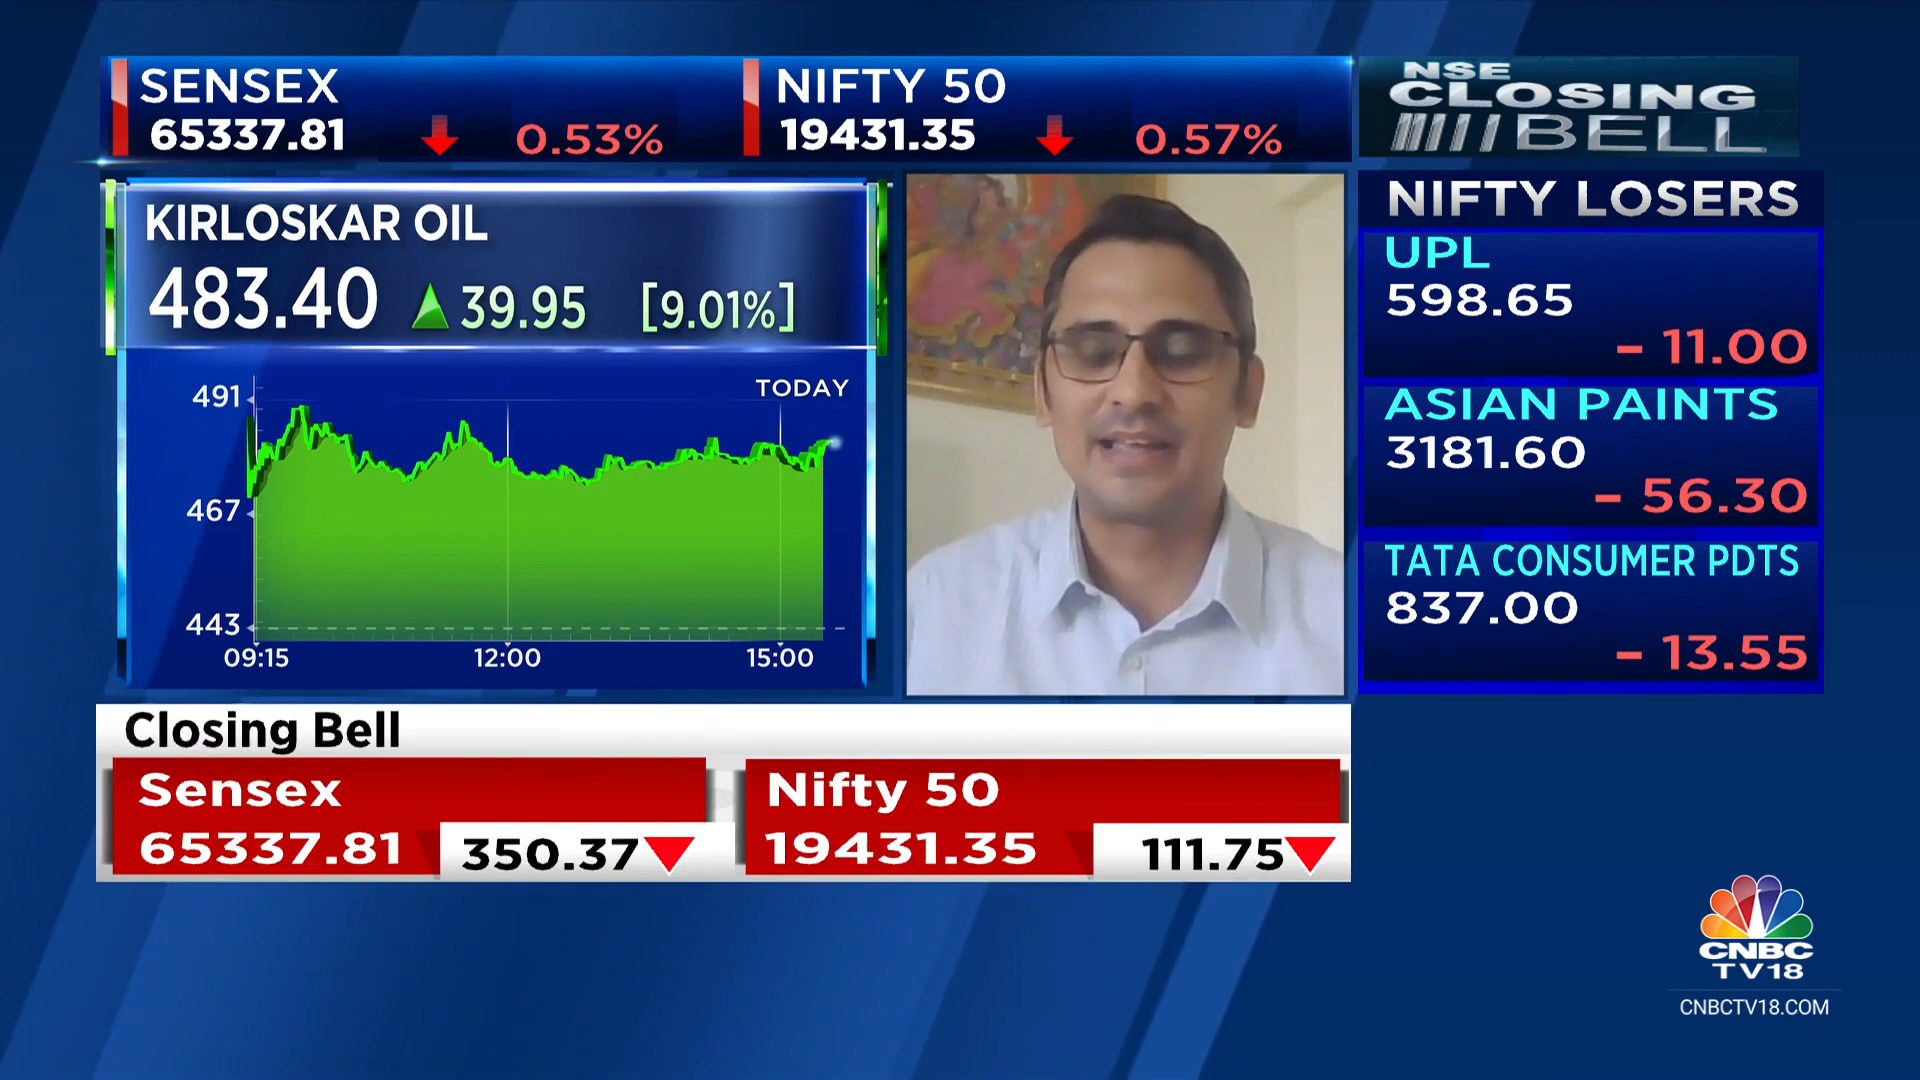 SENSEX
65337.81 0.53%
NIFTY 50
19431.35 0.57%
NSE
CLOSING
BELL
KIRLOSKAR OIL
483.40 39.95 [9.01%]
TODAY
491
467
443
09:15 12:00 15:00
NIFTY LOSERS
UPL
598.65
- 11.00
ASIAN PAINTS
3181.60
- 56.30
TATA CONSUMER PDTS
837.00
- 13.55
Closing Bell
Sensex
65337.81 350.37
Nifty 50
19431.35 111.75
CNBC
TV18
CNBCTV18.COM